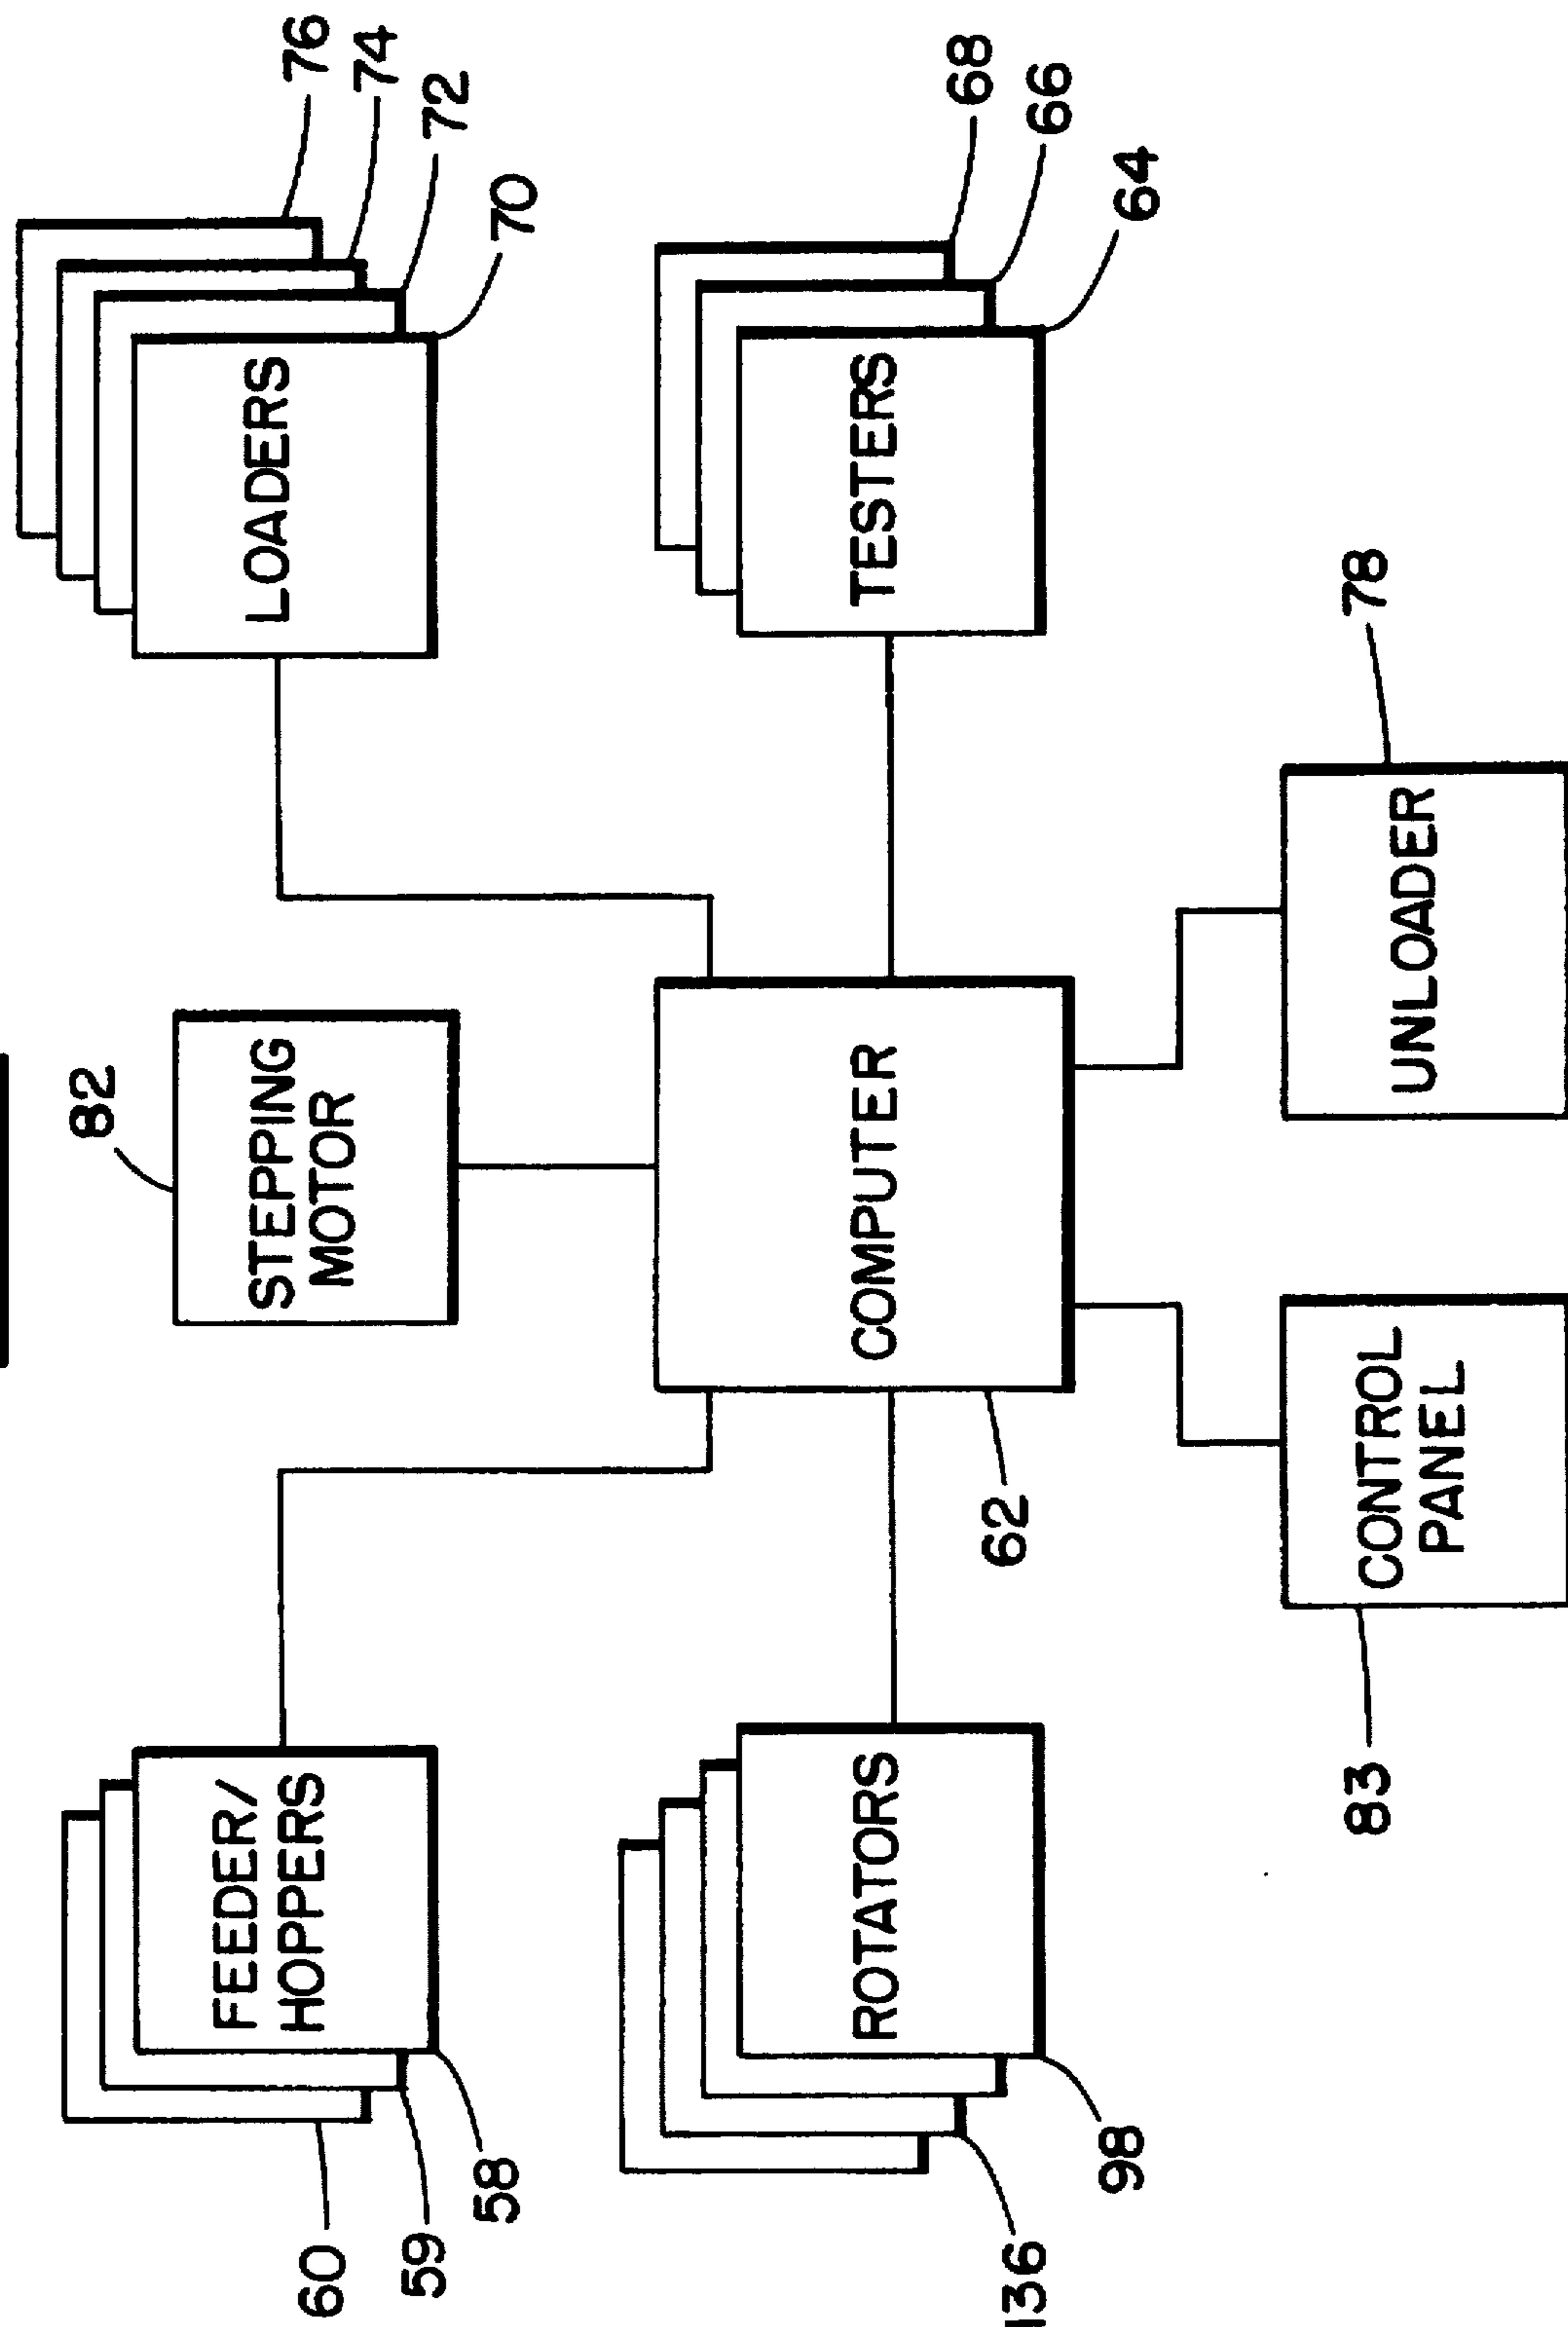 82
FEEDER/
HOPPERS
STEPPING
MOTOR
LOADERS
76
74
72
70
60
59
58
ROTATORS
COMPUTER
TESTERS
68
66
64
62
136
98
83
CONTROL
PANEL
UNLOADER
78